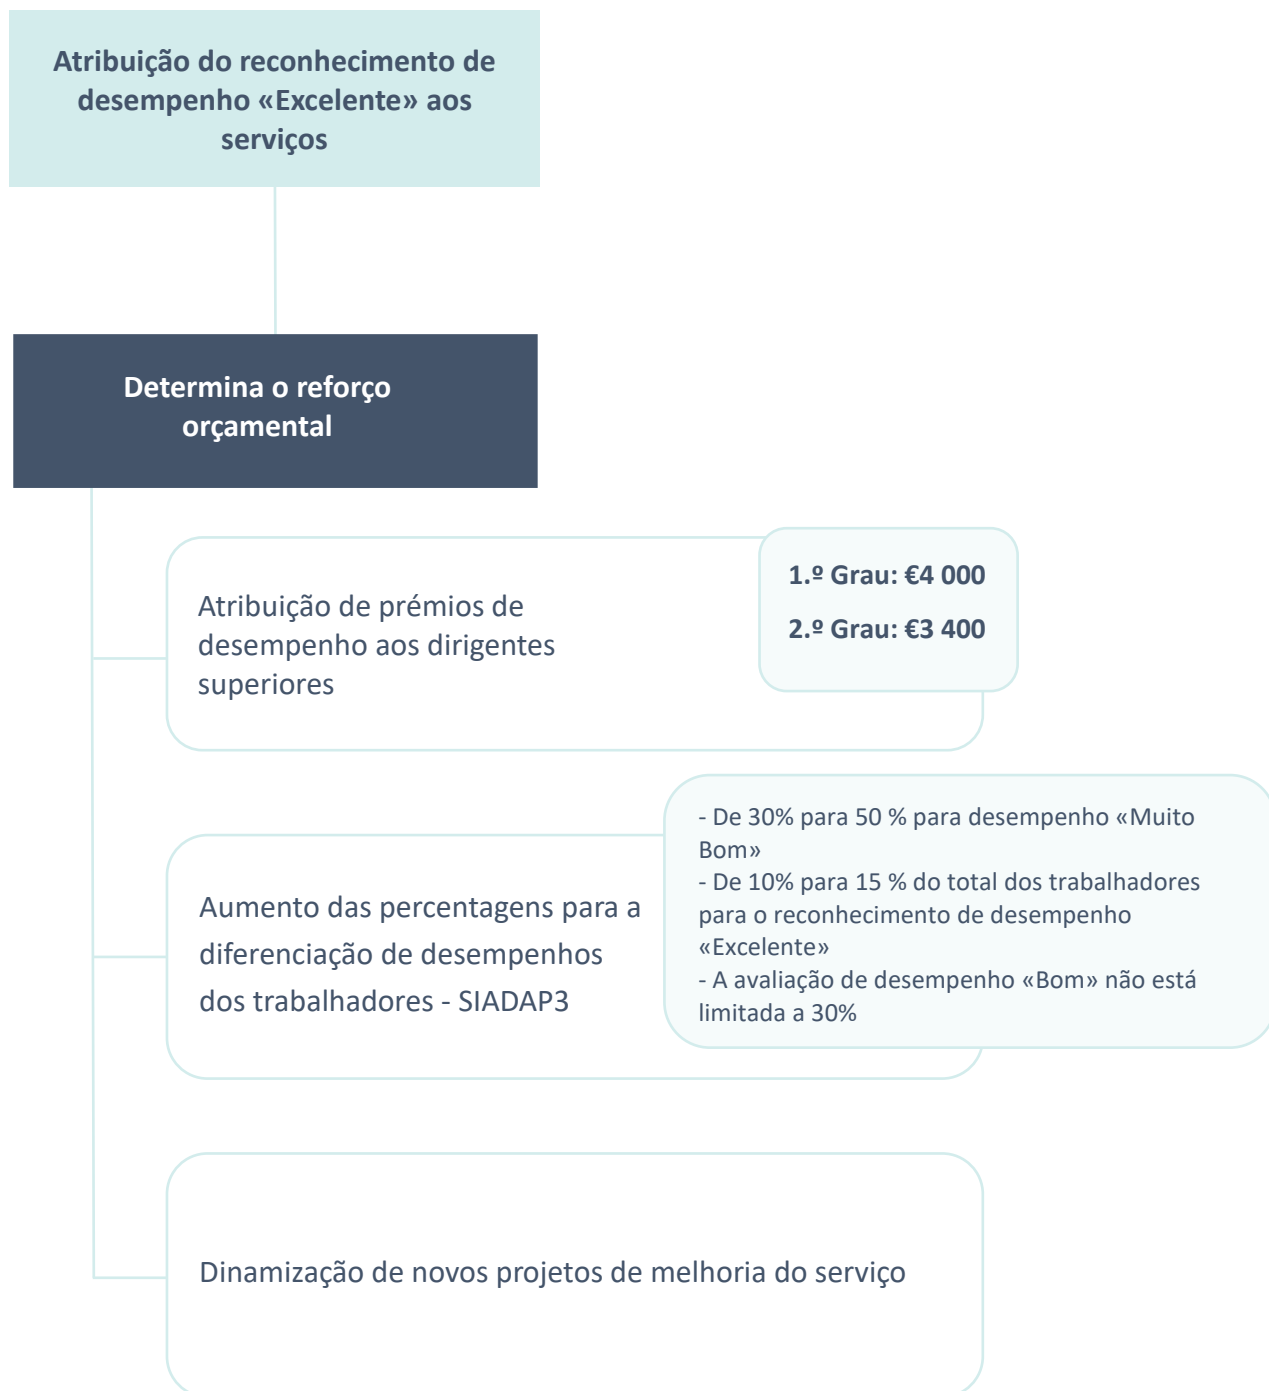 Atribuição do reconhecimento de
desempenho «Excelente» aos
serviços
Determina o reforço
orçamental
Atribuição de prémios de
desempenho aos dirigentes
superiores
1.º Grau: €4 000
2.º Grau: €3 400
Aumento das percentagens para a
diferenciação de desempenhos
dos trabalhadores - SIADAP3
- De 30% para 50 % para desempenho «Muito
Bom»
- De 10% para 15 % do total dos trabalhadores
para o reconhecimento de desempenho
«Excelente»
- A avaliação de desempenho «Bom» não está
limitada a 30%
Dinamização de novos projetos de melhoria do serviço